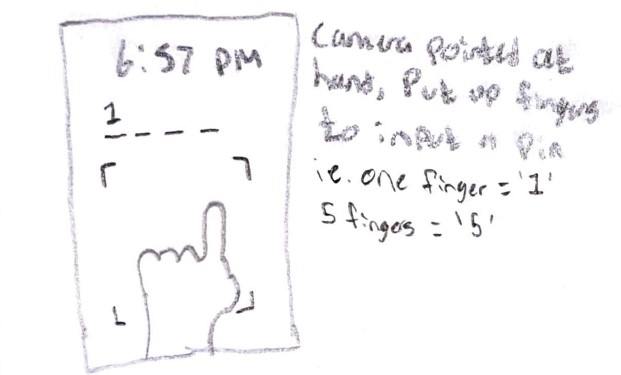 6:57 PM
1
Camera pointed at
hand, Put up fingers
to input a pin
i.e. one finger = '1'
5 fingers = '5'